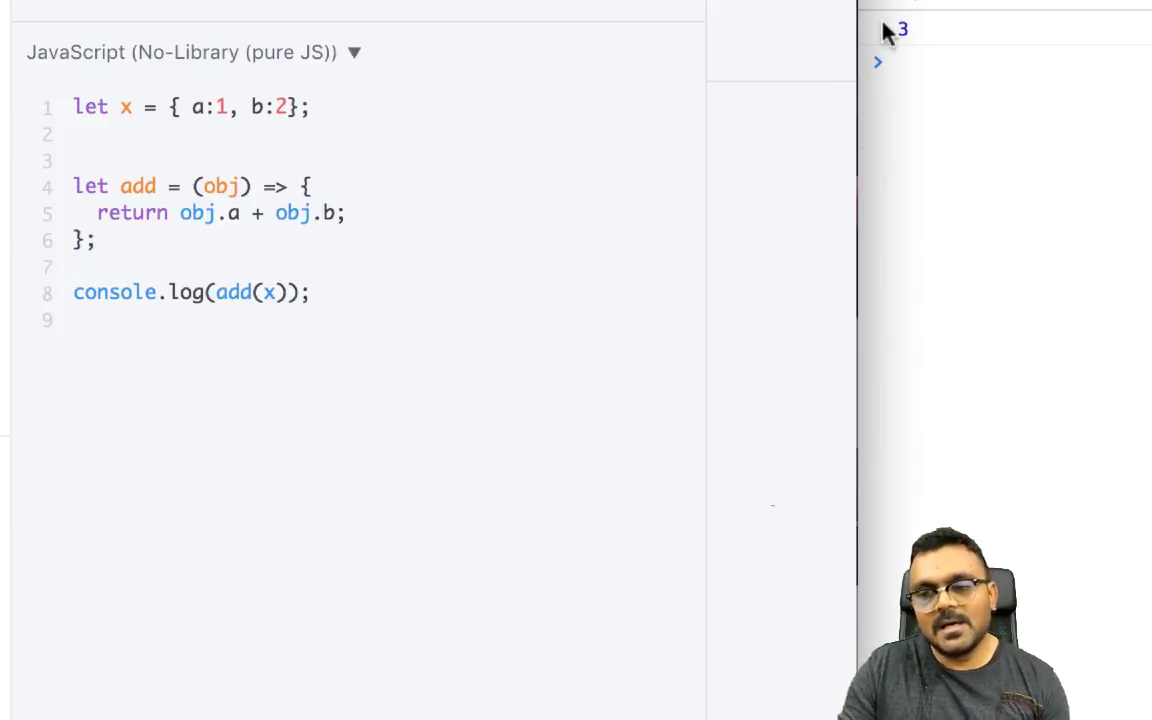 JavaScript (No-Library (pure JS)) ▼
1 let x = { a:1, b:2};
2
3
4 let add = (obj) => {
5   return obj.a + obj.b;
6 };
7
8 console.log(add(x));
9
3
>